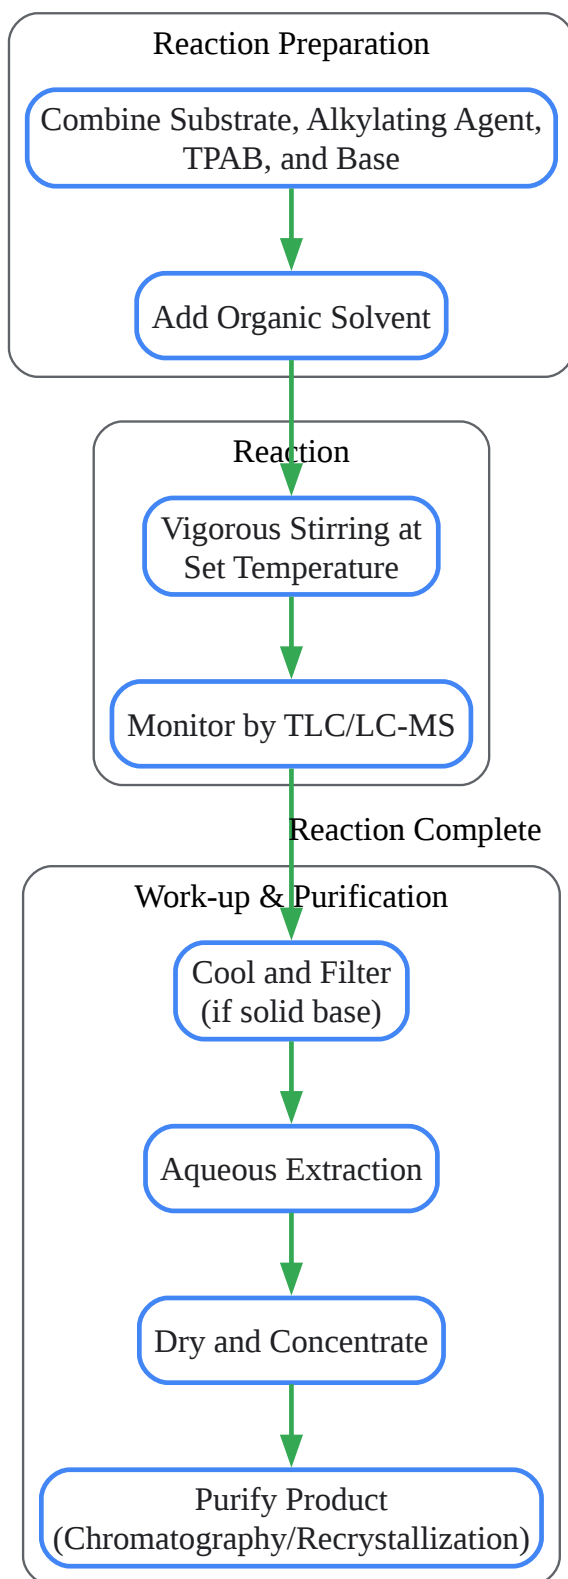 Reaction Preparation
Combine Substrate, Alkylating Agent,
TPAB, and Base
Add Organic Solvent
Reaction
Vigorous Stirring at
Set Temperature
Monitor by TLC/LC-MS
Reaction Complete
Work-up & Purification
Cool and Filter
(if solid base)
Aqueous Extraction
Dry and Concentrate
Purify Product
(Chromatography/Recrystallization)